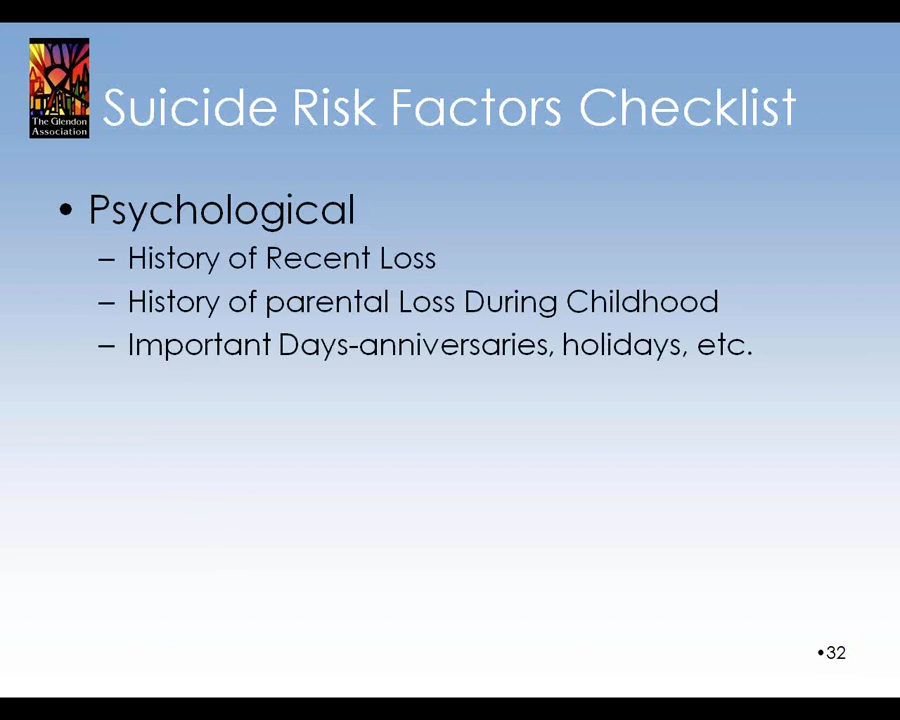 The Glendon
Association
Suicide Risk Factors Checklist
• Psychological
– History of Recent Loss
– History of parental Loss During Childhood
– Important Days-anniversaries, holidays, etc.
•32